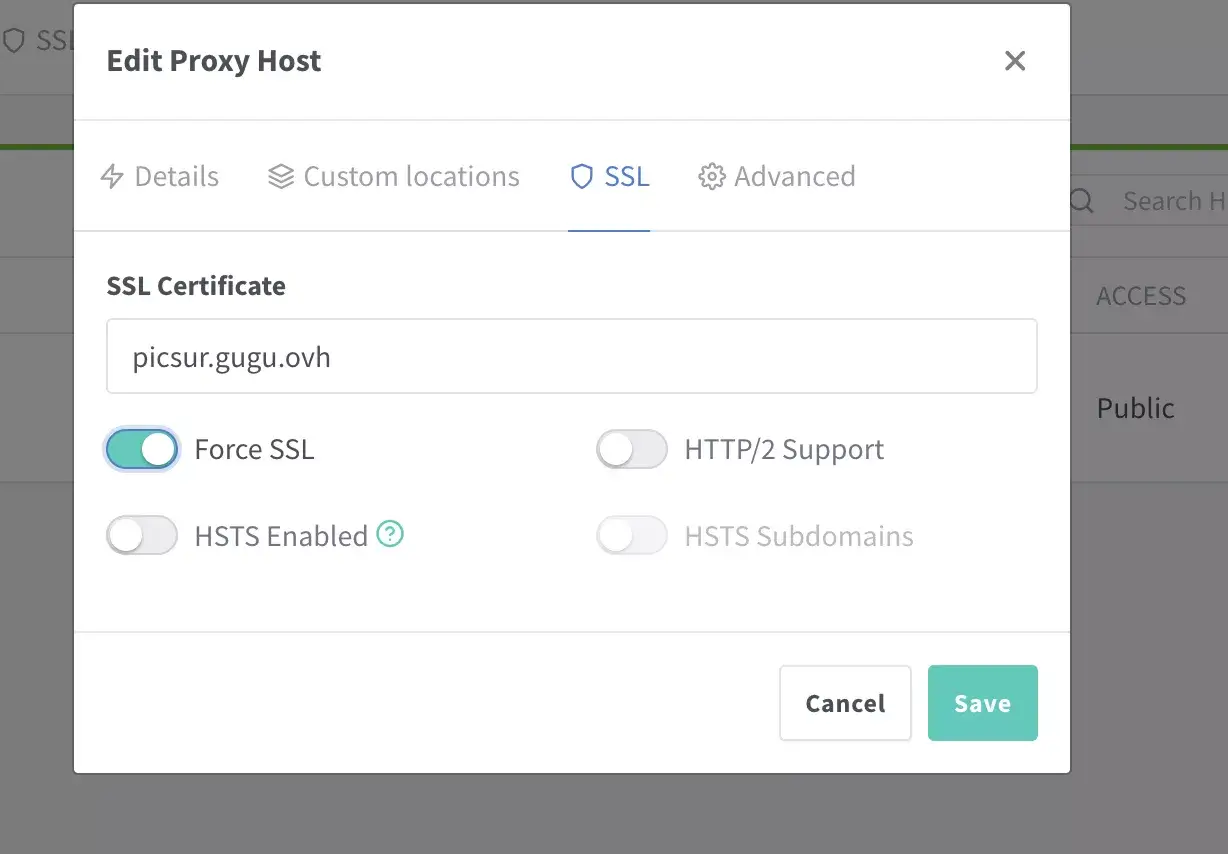 SSL
Edit Proxy Host
Details Custom locations SSL Advanced
Search H
SSL Certificate
ACCESS
picsur.gugu.ovh
Public
Force SSL HTTP/2 Support
HSTS Enabled ? HSTS Subdomains
Cancel Save